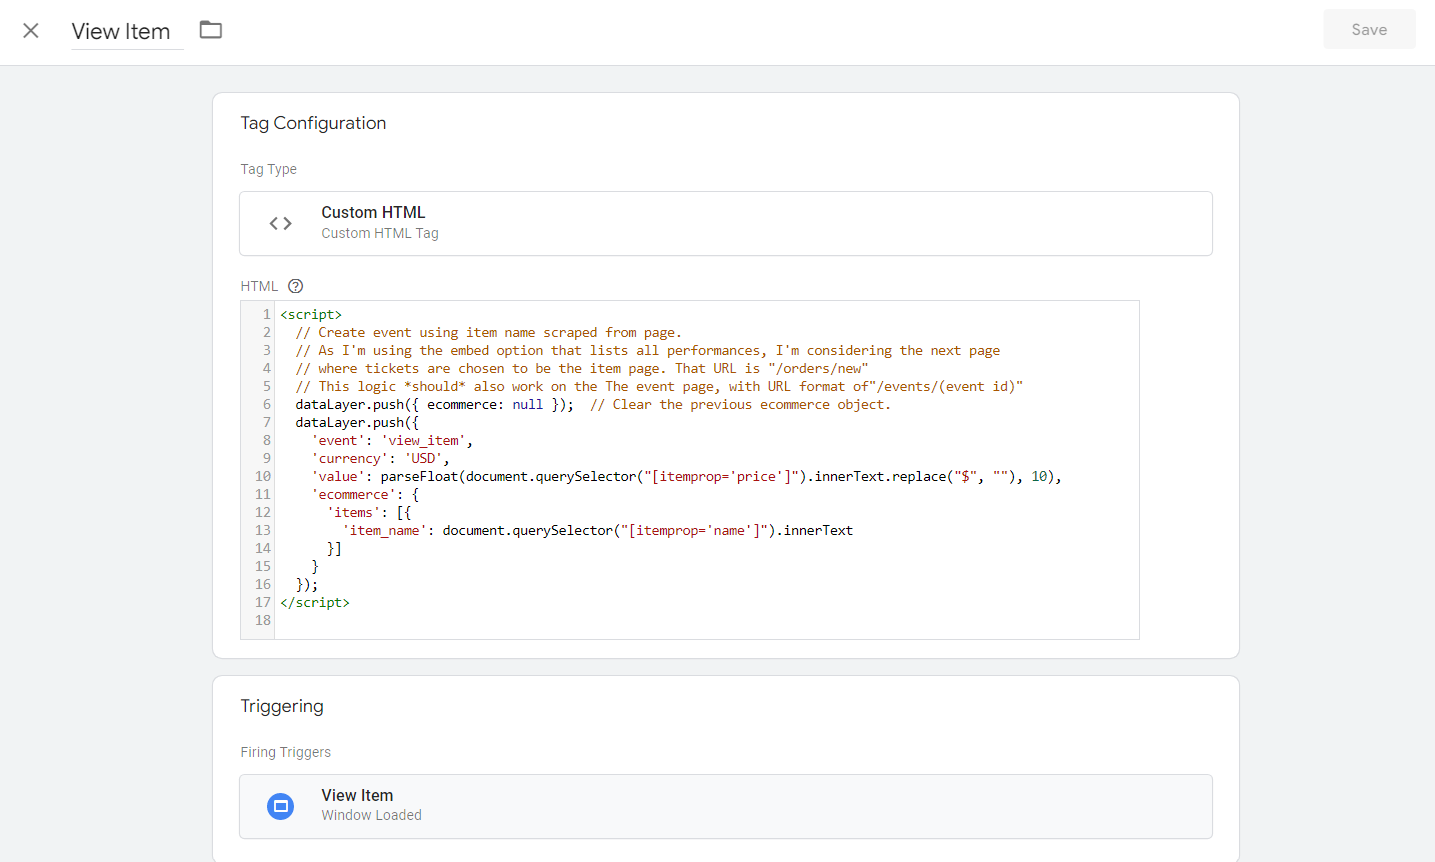 View Item
Save
Tag Configuration
Tag Type
Custom HTML
Custom HTML Tag
HTML
1 <script>
2 // Create event using item name scraped from page.
3 // As I'm using the embed option that lists all performances, I'm considering the next page
4 // where tickets are chosen to be the item page. That URL is "/orders/new"
5 // This logic *should* also work on the The event page, with URL format of"/events/(event id)"
6 dataLayer.push({ ecommerce: null });  // Clear the previous ecommerce object.
7 dataLayer.push({
8 'event': 'view_item',
9 'currency': 'USD',
10 'value': parseFloat(document.querySelector("[itemprop='price']").innerText.replace("$", ""), 10),
11 'ecommerce': {
12 'items': [{
13 'item_name': document.querySelector("[itemprop='name']").innerText
14 }]
15 }
16 });
17 </script>
18
Triggering
Firing Triggers
View Item
Window Loaded